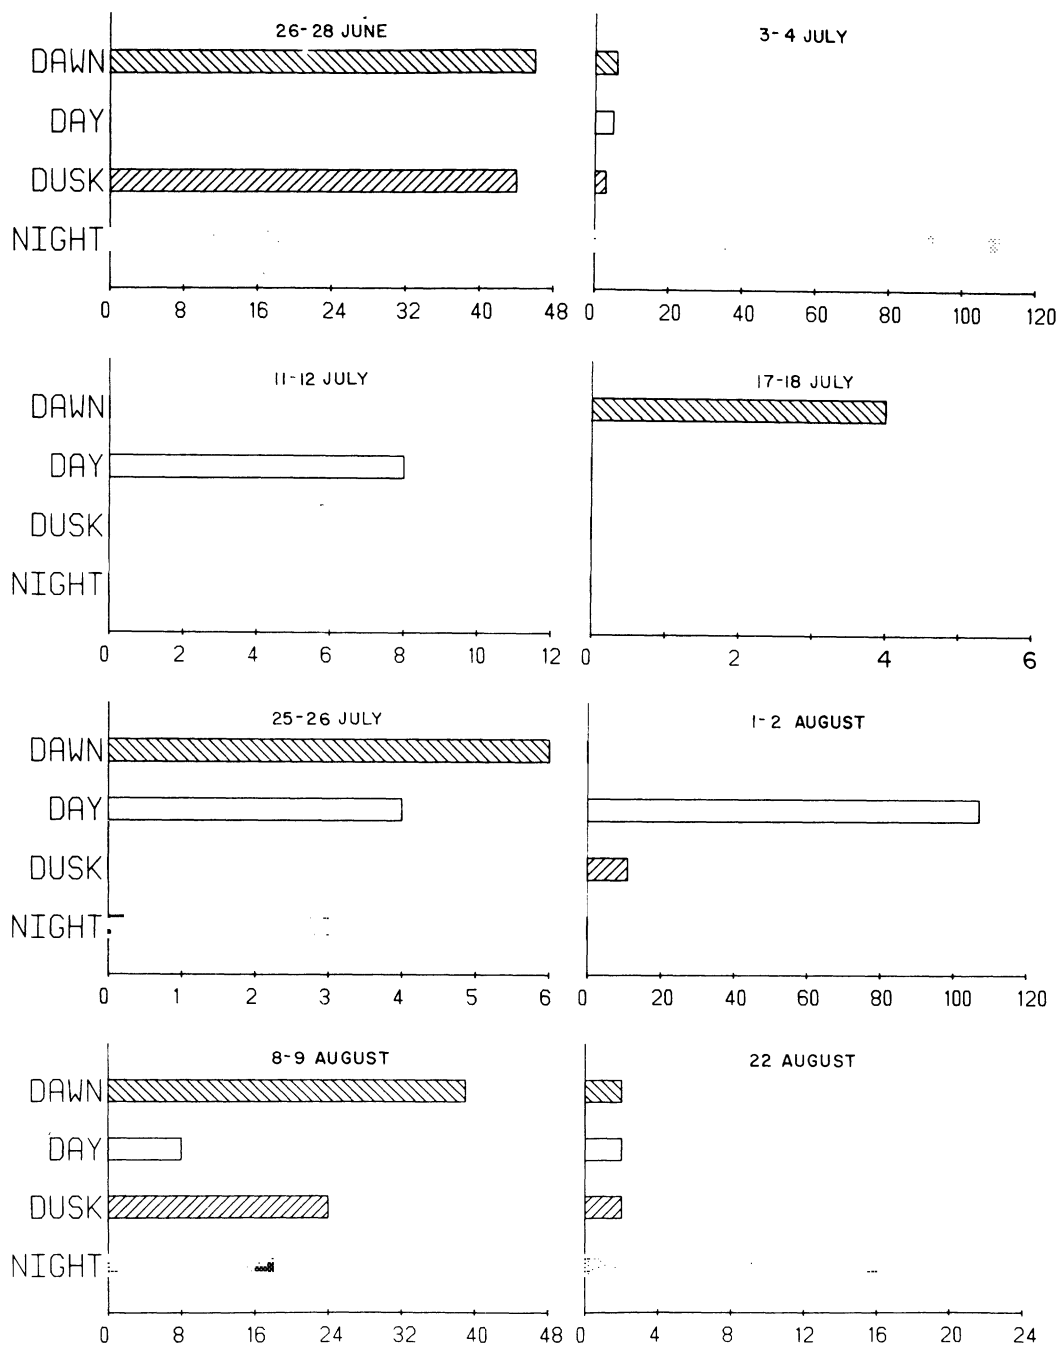 26-28 JUNE
DAWN
DAY
DUSK
NIGHT
0 8 16 24 32 40 48
3-4 JULY
0 20 40 60 80 100 120
11-12 JULY
DAWN
DAY
DUSK
NIGHT
0 2 4 6 8 10 12
17-18 JULY
0 2 4 6
25-26 JULY
DAWN
DAY
DUSK
NIGHT
0 1 2 3 4 5 6
1-2 AUGUST
0 20 40 60 80 100 120
8-9 AUGUST
DAWN
DAY
DUSK
NIGHT
0 8 16 24 32 40 48
22 AUGUST
0 4 8 12 16 20 24